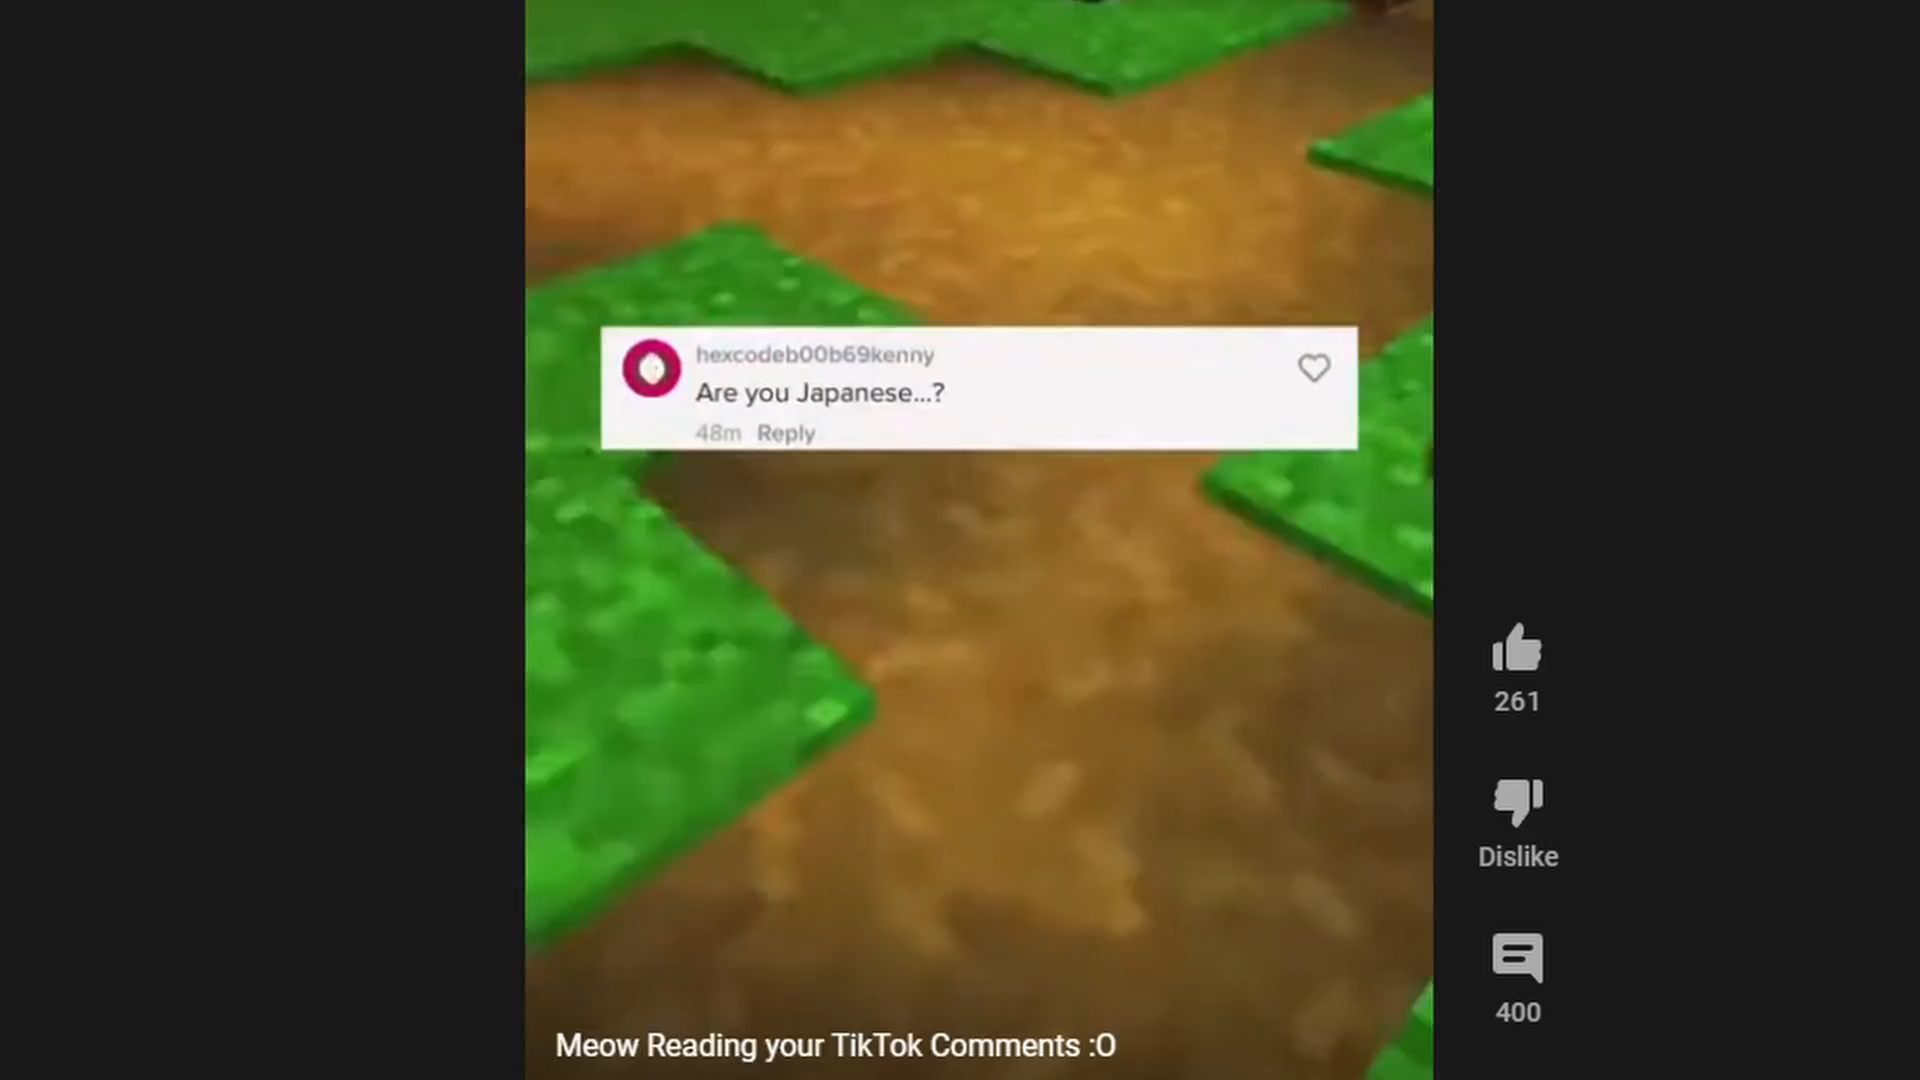 hexcodeb00b69kenny
Are you Japanese...?
48m Reply
261
Dislike
400
Meow Reading your TikTok Comments :O